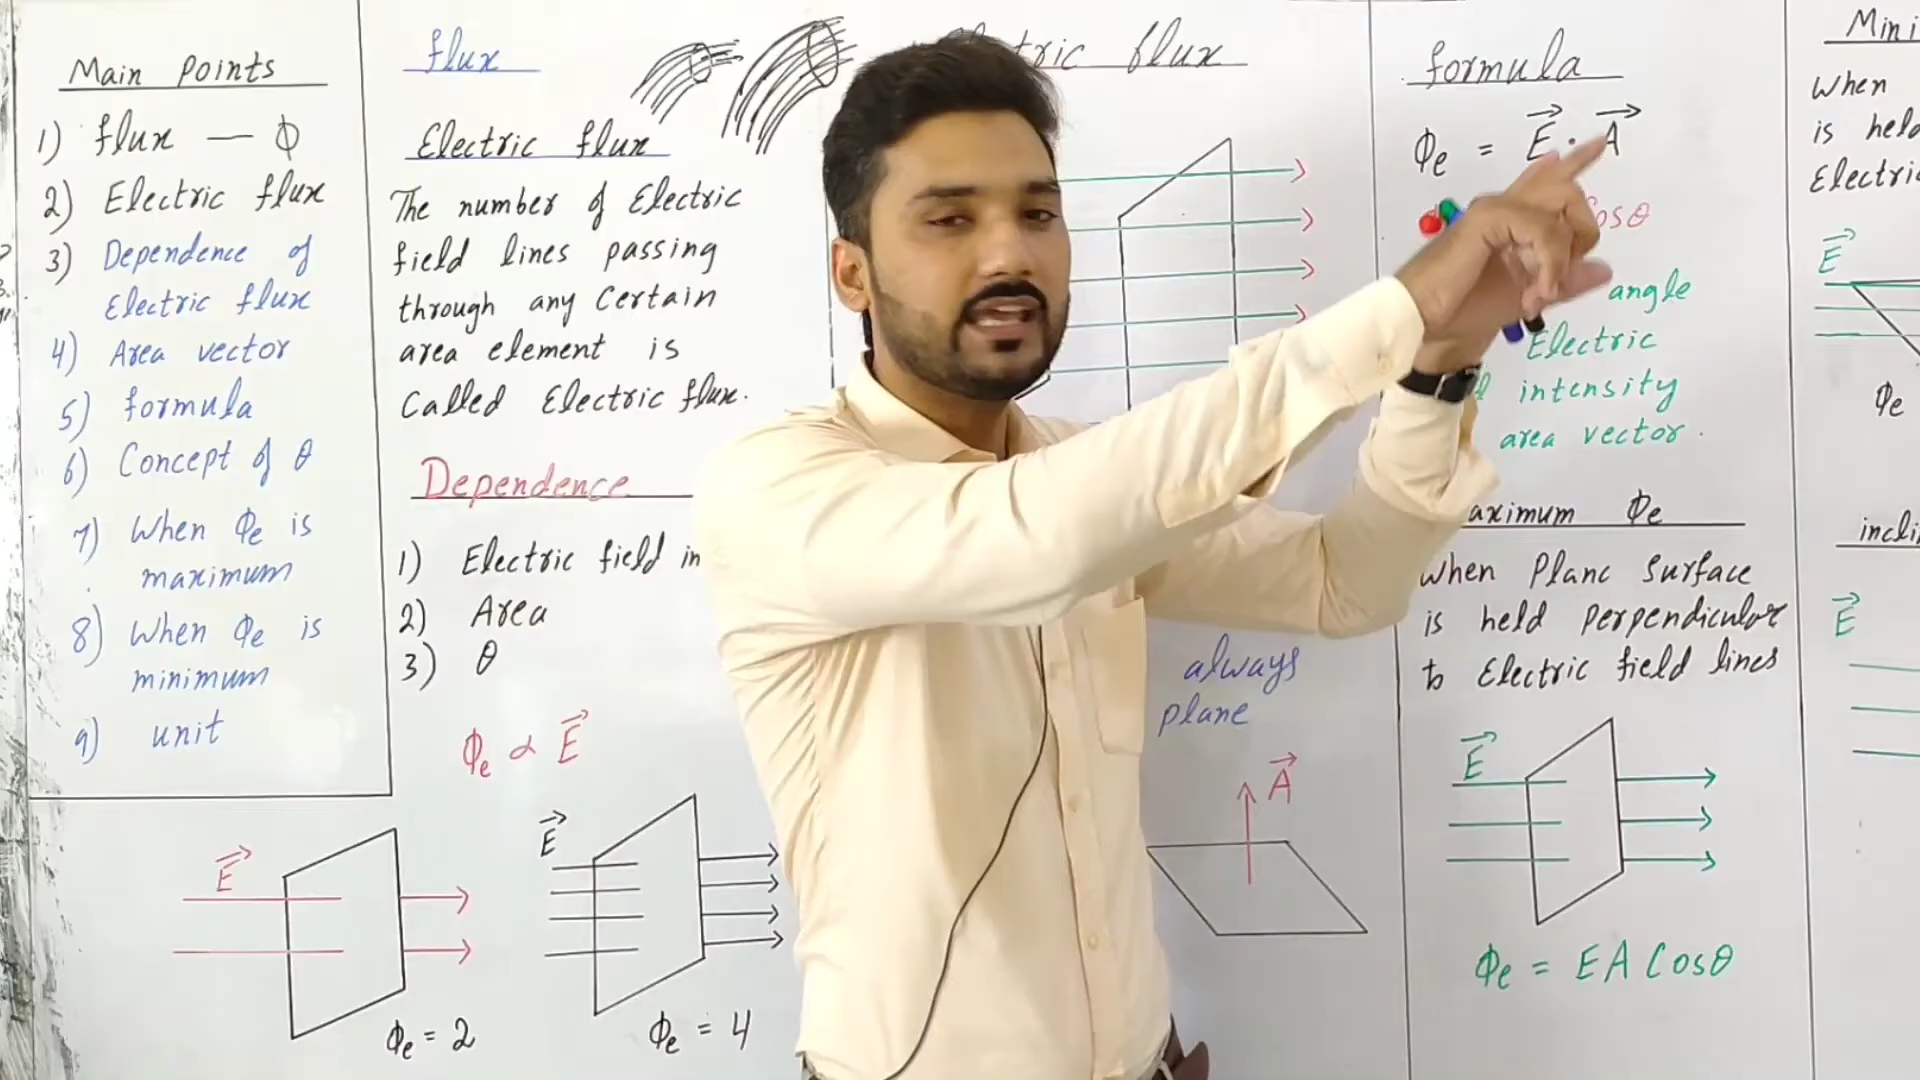 Main points
1) flux — Φ
2) Electric flux
3) Dependence of
Electric flux
4) Area vector
5) formula
6) Concept of θ
7) When Φe is
maximum
8) When Φe is
minimum
9) unit
flux
Electric flux
The number of Electric
field lines passing
through any Certain
area element is
Called Electric flux.
Dependence
1) Electric field in
2) Area
3) θ
Φe ∝ E⃗
E⃗
Φe = 2
E⃗
Φe = 4
tric flux
always
plane
A⃗
formula
Φe = E⃗ · A⃗
Cosθ
angle
Electric
intensity
area vector.
aximum Φe
When Plane Surface
is held perpendicular
to Electric field lines
E⃗
Φe = EA Cosθ
Mini
When
is held
Electric
E⃗
Φe
incli
E⃗